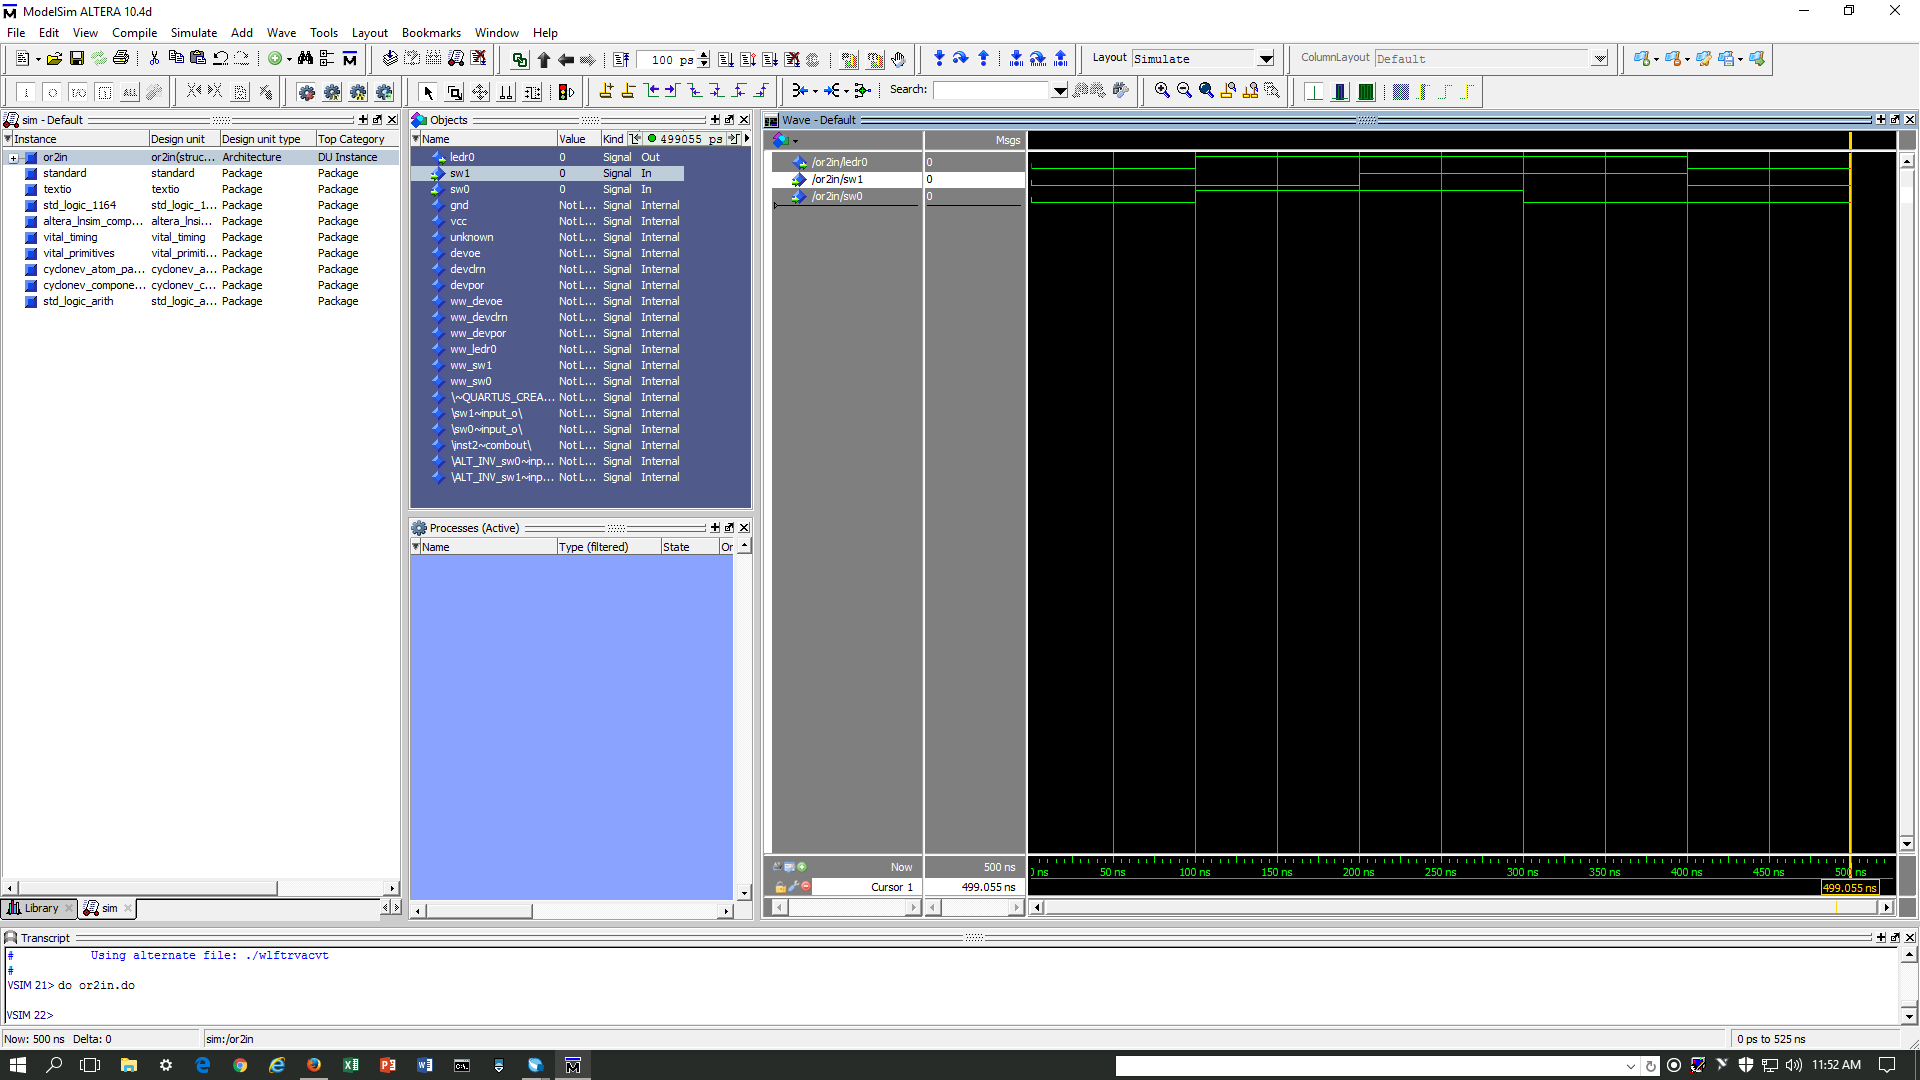 ModelSim ALTERA 10.4d
File Edit View Compile Simulate Add Wave Tools Layout Bookmarks Window Help
100 ps
Layout Simulate
ColumnLayout Default
Search:
sim - Default
Instance Design unit Design unit type Top Category
or2in or2in(struc... Architecture DU Instance
standard standard Package Package
textio textio Package Package
std_logic_1164 std_logic_1... Package Package
altera_lnsim_comp... altera_lnsi... Package Package
vital_timing vital_timing Package Package
vital_primitives vital_primiti... Package Package
cyclonev_atom_pa... cyclonev_a... Package Package
cyclonev_compone... cyclonev_c... Package Package
std_logic_arith std_logic_a... Package Package
Library
sim
Objects
Name Value Kind 499055 ps
ledr0 0 Signal Out
sw1 0 Signal In
sw0 0 Signal In
gnd Not L... Signal Internal
vcc Not L... Signal Internal
unknown Not L... Signal Internal
devoe Not L... Signal Internal
devclrn Not L... Signal Internal
devpor Not L... Signal Internal
ww_devoe Not L... Signal Internal
ww_devclrn Not L... Signal Internal
ww_devpor Not L... Signal Internal
ww_ledr0 Not L... Signal Internal
ww_sw1 Not L... Signal Internal
ww_sw0 Not L... Signal Internal
\~QUARTUS_CREA... Not L... Signal Internal
\sw1~input_o\ Not L... Signal Internal
\sw0~input_o\ Not L... Signal Internal
\inst2~combout\ Not L... Signal Internal
\ALT_INV_sw0~inp... Not L... Signal Internal
\ALT_INV_sw1~inp... Not L... Signal Internal
Processes (Active)
Name Type (filtered) State Or
Wave - Default
Msgs
/or2in/ledr0 0
/or2in/sw1 0
/or2in/sw0 0
Now 500 ns
Cursor 1 499.055 ns
ns 50 ns 100 ns 150 ns 200 ns 250 ns 300 ns 350 ns 400 ns 450 ns 500 ns
499.055 ns
Transcript
# Using alternate file: ./wlftrvacvt
#
VSIM 21> do or2in.do
VSIM 22>
Now: 500 ns Delta: 0
sim:/or2in
0 ps to 525 ns
11:52 AM